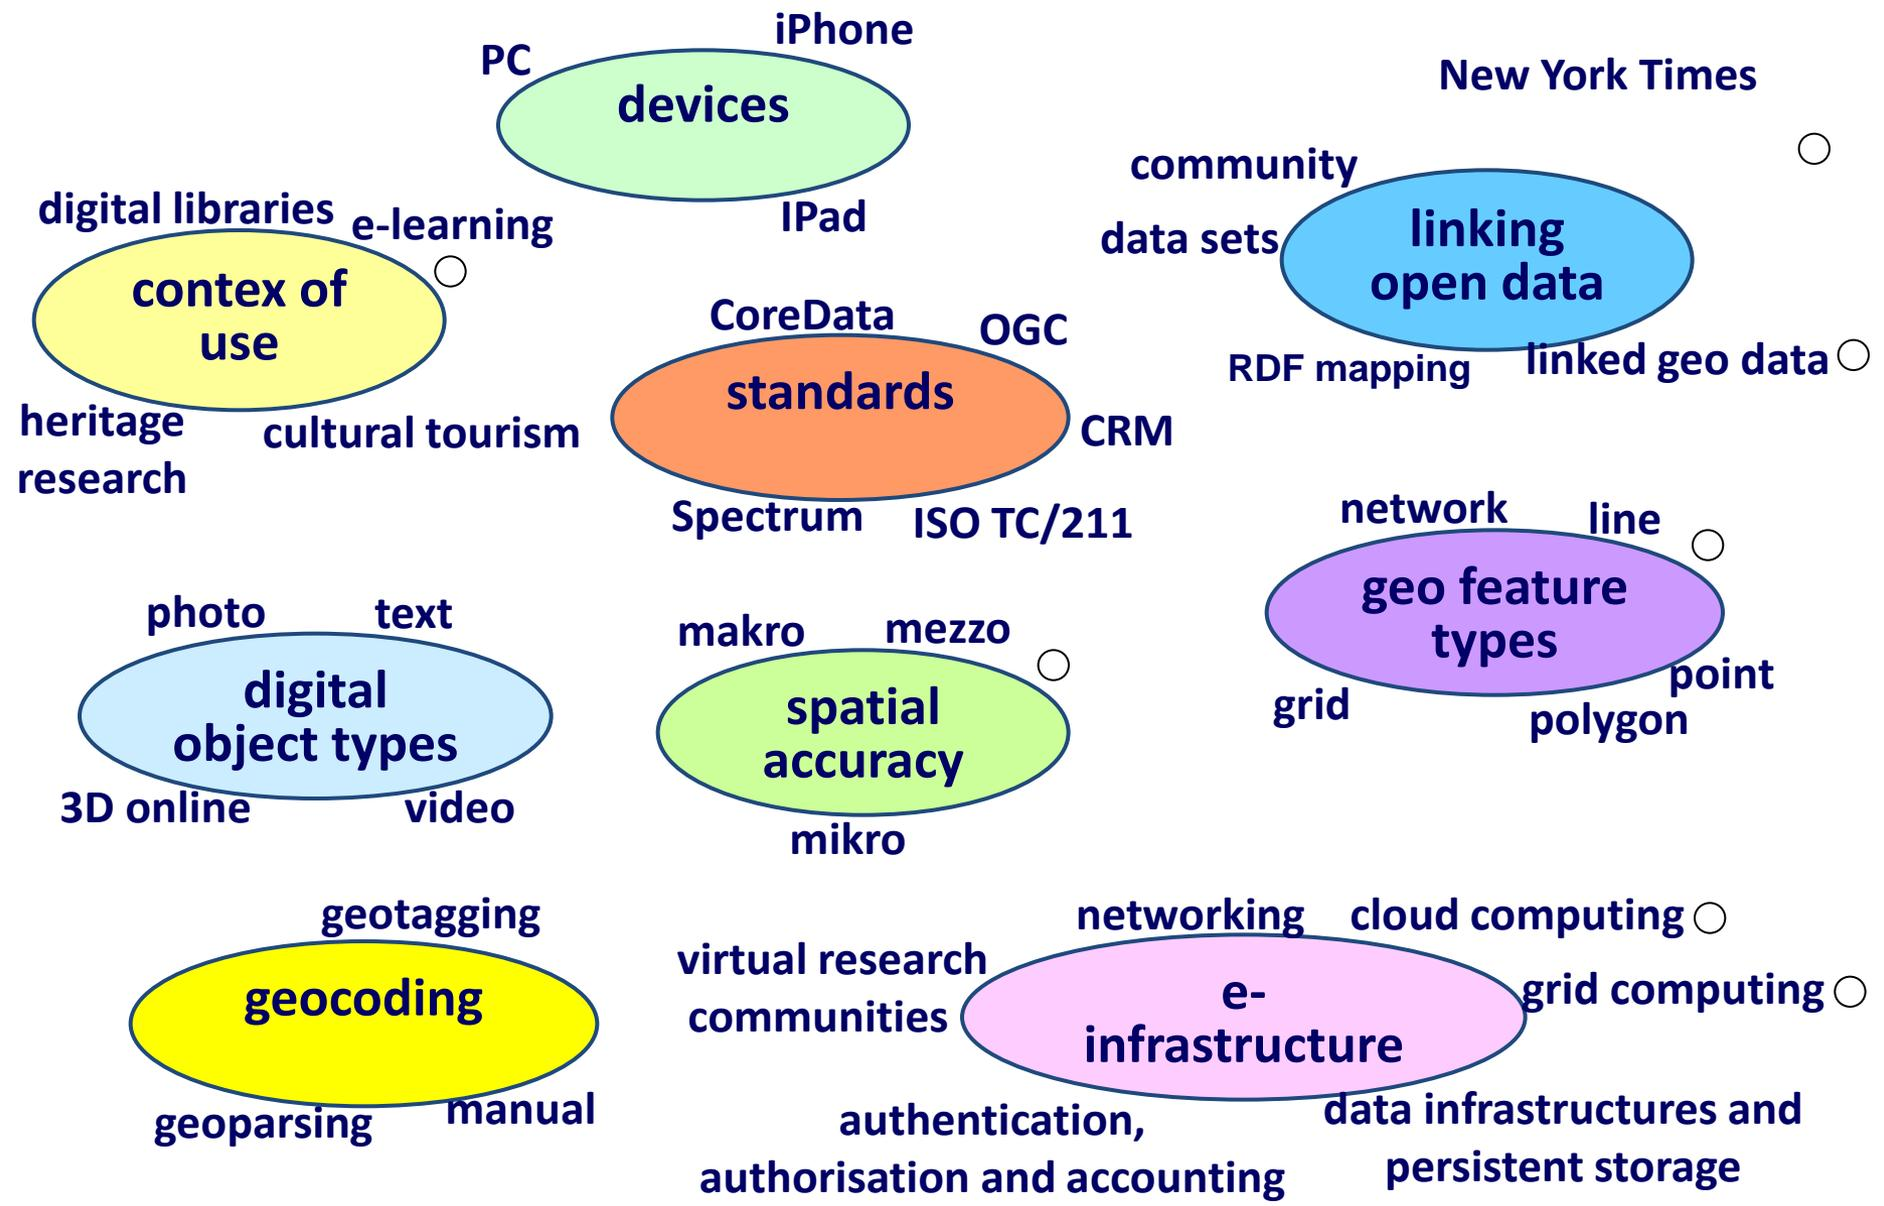 iPhone
PC
devices
IPad
New York Times
community
data sets
linking
open data
RDF mapping
linked geo data
digital libraries
e-learning
contex of
use
heritage
research
cultural tourism
CoreData
OGC
standards
CRM
Spectrum
ISO TC/211
network
line
geo feature
types
point
grid
polygon
photo
text
digital
object types
3D online
video
makro
mezzo
spatial
accuracy
mikro
geotagging
geocoding
geoparsing
manual
networking
cloud computing
virtual research
communities
e-
infrastructure
grid computing
authentication,
authorisation and accounting
data infrastructures and
persistent storage